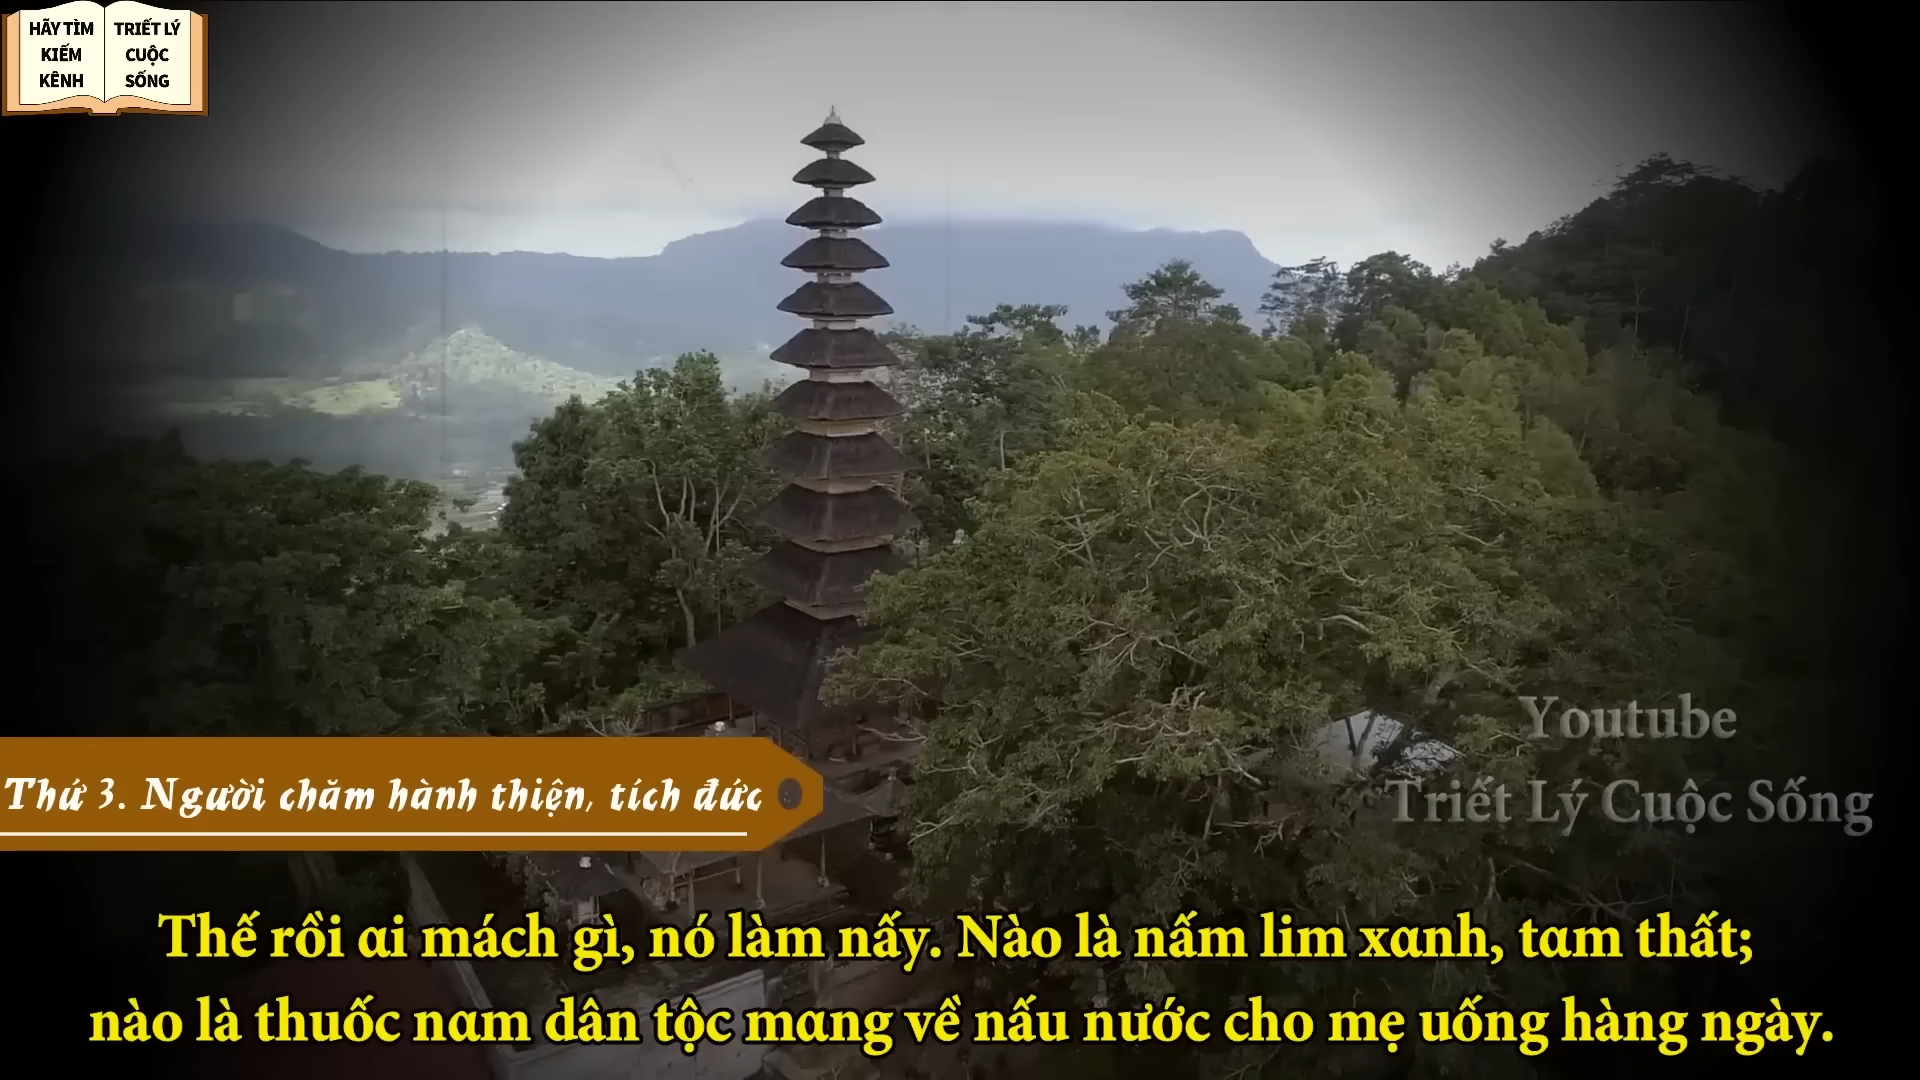 HÃY TÌM
KIẾM
KÊNH
TRIẾT LÝ
CUỘC
SỐNG
Youtube
Triết Lý Cuộc Sống
Thứ 3. Người chăm hành thiện, tích đức
Thế rồi ai mách gì, nó làm nấy. Nào là nấm lim xanh, tam thất;
nào là thuốc nam dân tộc mang về nấu nước cho mẹ uống hàng ngày.